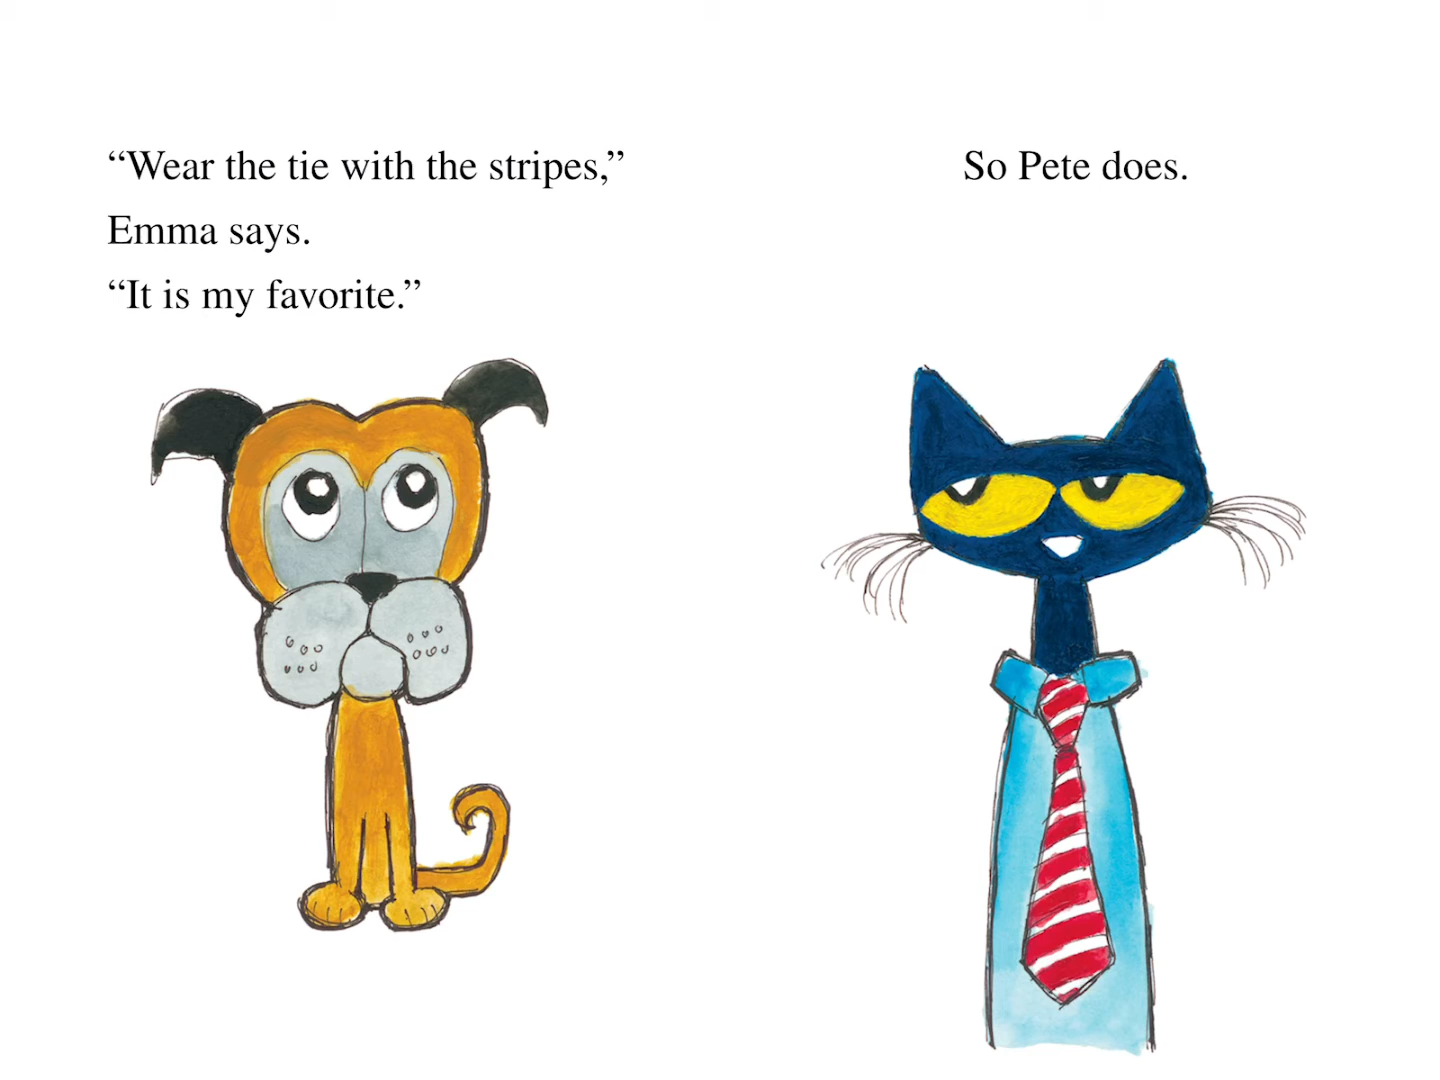 “Wear the tie with the stripes,”
Emma says.
“It is my favorite.”
So Pete does.